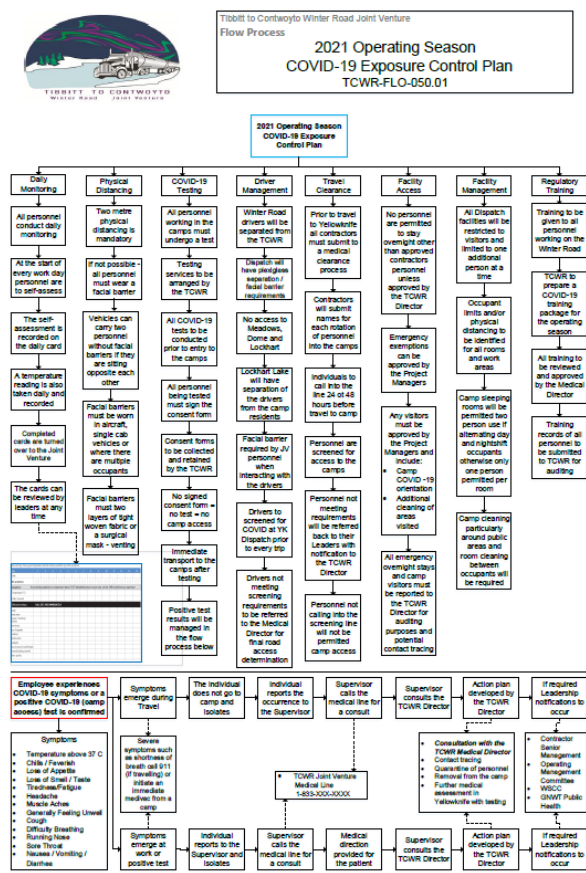 Tibbitt to Contwoyto Winter Road Joint Venture
Flow Process
2021 Operating Season
COVID-19 Exposure Control Plan
TCWR-FLO-050.01
TIBBITT TO CONTWOYTO
Winter Road Joint Venture
2021 Operating Season
COVID-19 Exposure
Control Plan
Daily
Monitoring
All personnel
conduct daily
monitoring
At the start of
every work day
personnel are
to self-assess
The self-
assessment is
recorded on
the daily card
A temperature
reading is also
taken daily and
recorded
Completed
cards are turned
over to the Joint
Venture
The cards can
be reviewed by
leaders at any
time
Physical
Distancing
Two metre
physical
distancing is
mandatory
If not possible -
all personnel
must wear a
facial barrier
Vehicles can
carry two
personnel
without facial
barriers if they
are sitting
opposite each
other
Facial barriers
must be worn in
aircraft,
single cab
vehicles or
where there are
multiple
occupants
Facial barriers
must be two
layers of tight
woven fabric or
a surgical
mask - venting
COVID-19
Testing
All personnel
working in the
camps must
undergo a test
Testing
services to be
arranged by the
TCWR
All COVID-19
tests to be
conducted
prior to entry to
the camps
All personnel
being tested
must sign the
consent form
Consent forms
to be collected
and retained
by the TCWR
No signed
consent form =
no test = no
camp access
Immediate
transport to the
camps after
testing
Positive test
results will be
managed in the
flow process
below
Driver
Management
Winter Road
drivers will be
separated from
the TCWR
Dispatch will
have plexiglass
separation /
facial barrier
requirements
No access to
Meadows,
Dome and
Lockhart
Lockhart Lake
will have
separation of
the drivers
from the camp
residents
Facial barrier
required by JV
personnel
when
interacting with
the drivers
Drivers to
screened for
COVID at YK
Dispatch prior
to every trip
Drivers not
meeting
screening
requirements
to be referred
to the Medical
Director for
final road
access
determination
Travel
Clearance
Prior to travel
to Yellowknife
all contractors
must submit to
a medical
clearance
process
Contractors
will submit
names for
each rotation
of personnel
into the camps
Individuals to
call into the
line 24 ot 48
hours before
travel to camp
Personnel are
screened for
access to the
camps
Personnel not
meeting
requirements
will be referred
back to their
Leaders with
notification to
the TCWR
Director
Personnel not
calling into the
screening line
will not be
permitted
camp access
Facility
Access
No personnel
are permitted
to stay
overnight other
than approved
contractors
personnel
unless
approved by
the TCWR
Director
Emergency
exemptions
can be
approved by
the Project
Managers
Any visitors
must be
approved by
the Project
Managers and
include:
• Camp
COVID -19
orientation
• Additional
cleaning of
areas
visited
All emergency
overnight stays
and camp
visitors must
be reported to
the TCWR
Director for
auditing
purposes and
potential
contact tracing
Facility
Management
All Dispatch
facilities will be
restricted to
visitors and
limited to one
additional
person at a
time
Occupant
limits and/or
physical
distancing to
be identified
for all rooms
and work
areas
Camp sleeping
rooms will be
permitted two
person use if
alternating day
and nightshift
occupants
otherwise only
one person
permitted per
room
Camp cleaning
particularly
around public
areas and
room cleaning
between
occupants will
be required
Regulatory
Training
Training to be
given to all
personnel
working on the
Winter Road
TCWR to
prepare a
COVID-19
training
package for
the operating
season
All training to
be reviewed
and approved
by the Medical
Director
Training
records of all
personnel to
be submitted
to TCWR for
auditing
Employee experiences
COVID-19 symptoms or a
positive COVID-19 (camp
access) test is confirmed
Symptoms
emerge during
Travel
The individual
does not go to
camp and
isolates
Individual
reports the
occurrence to
the Supervisor
Supervisor
calls the
medical line for
a consult
Supervisor
consults the
TCWR Director
Action plan
developed by
the TCWR
Director
If required
Leadership
notifications to
occur
Symptoms
• Temperature above 37 C
• Chills / Feverish
• Loss of Appetite
• Loss of Smell / Taste
• Tiredness/Fatigue
• Headache
• Muscle Aches
• Generally Feeling Unwell
• Cough
• Difficulty Breathing
• Running Nose
• Sore Throat
• Nausea / Vomiting /
Diarrhea
Severe
symptoms such
as shortness of
breath call 911
(if travelling) or
initiate an
immediate
medivec from a
camp
• TCWR Joint Venture
Medical Line
1-833-XXX-XXXX
• Consultation with the
TCWR Medical Director
• Contact tracing
• Quarantine of personnel
• Removal from the camp
• Further medical
assessment in
Yellowknife with testing
• Contractor
Senior
Management
• Operating
Management
Committee
• WSCC
• GNWT Public
Health
Symptoms
emerge at
work or
positive test
Individual
reports to the
Supervisor
and Isolates
Supervisor
calls the
medical line for
a consult
Medical
direction
provided for
the patient
Supervisor
consults the
TCWR Director
Action plan
developed by
the TCWR
Director
If required
Leadership
notifications to
occur